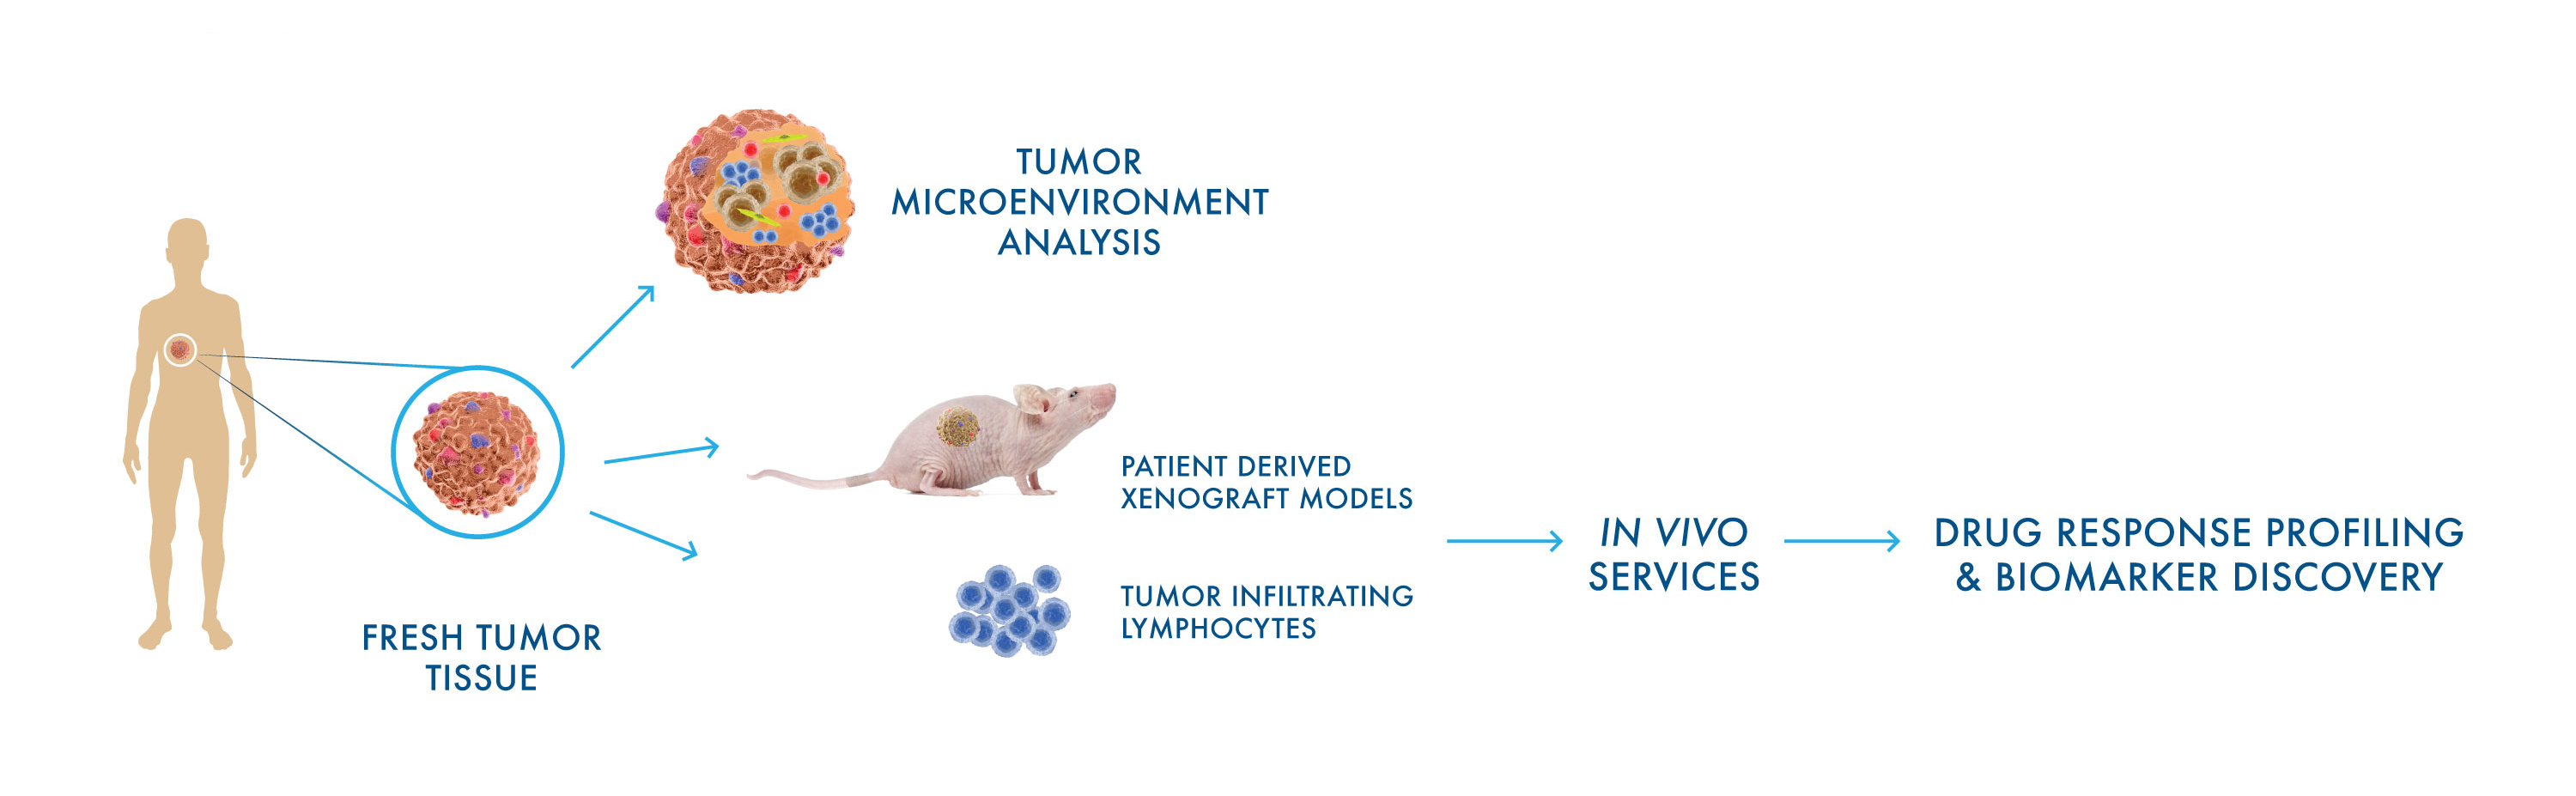 TUMOR
MICROENVIRONMENT
ANALYSIS
FRESH TUMOR
TISSUE
PATIENT DERIVED
XENOGRAFT MODELS
TUMOR INFILTRATING
LYMPHOCYTES
IN VIVO
SERVICES
DRUG RESPONSE PROFILING
& BIOMARKER DISCOVERY